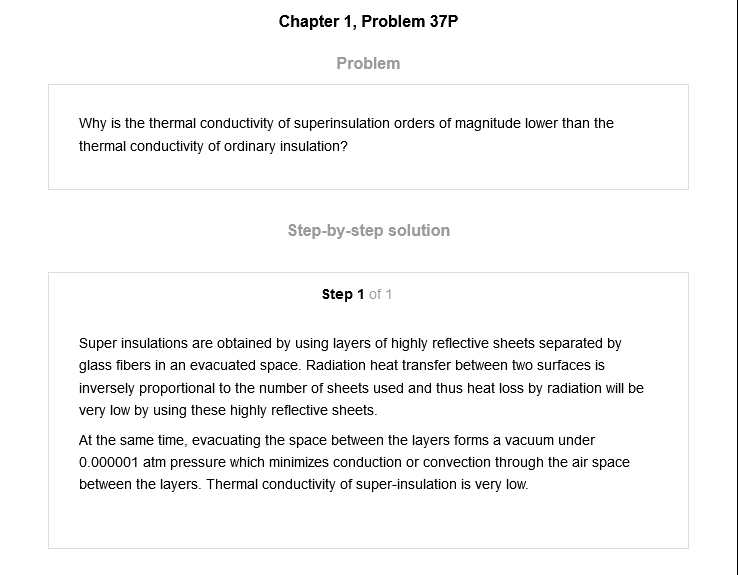 Chapter 1, Problem 37P
Problem
Why is the thermal conductivity of superinsulation orders of magnitude lower than the
thermal conductivity of ordinary insulation?
Step-by-step solution
Step 1 of 1
Super insulations are obtained by using layers of highly reflective sheets separated by
glass fibers in an evacuated space. Radiation heat transfer between two surfaces is
inversely proportional to the number of sheets used and thus heat loss by radiation will be
very low by using these highly reflective sheets.
At the same time, evacuating the space between the layers forms a vacuum under
0.000001 atm pressure which minimizes conduction or convection through the air space
between the layers. Thermal conductivity of super-insulation is very low.